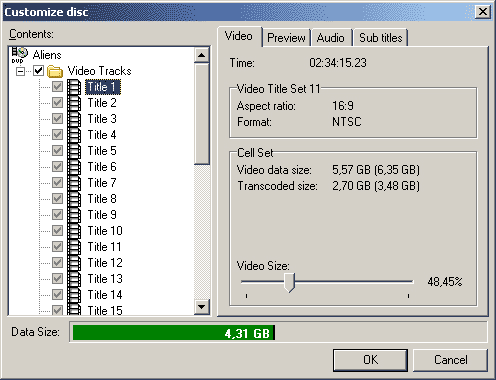 Customize disc
Contents:
DVD
Aliens
Video Tracks
Title 1
Title 2
Title 3
Title 4
Title 5
Title 6
Title 7
Title 8
Title 9
Title 10
Title 11
Title 12
Title 13
Title 14
Title 15
Video Preview Audio Sub titles
Time: 02:34:15.23
Video Title Set 11
Aspect ratio: 16:9
Format: NTSC
Cell Set
Video data size: 5,57 GB (6,35 GB)
Transcoded size: 2,70 GB (3,48 GB)
Video Size:
48,45%
Data Size: 4,31 GB
OK Cancel